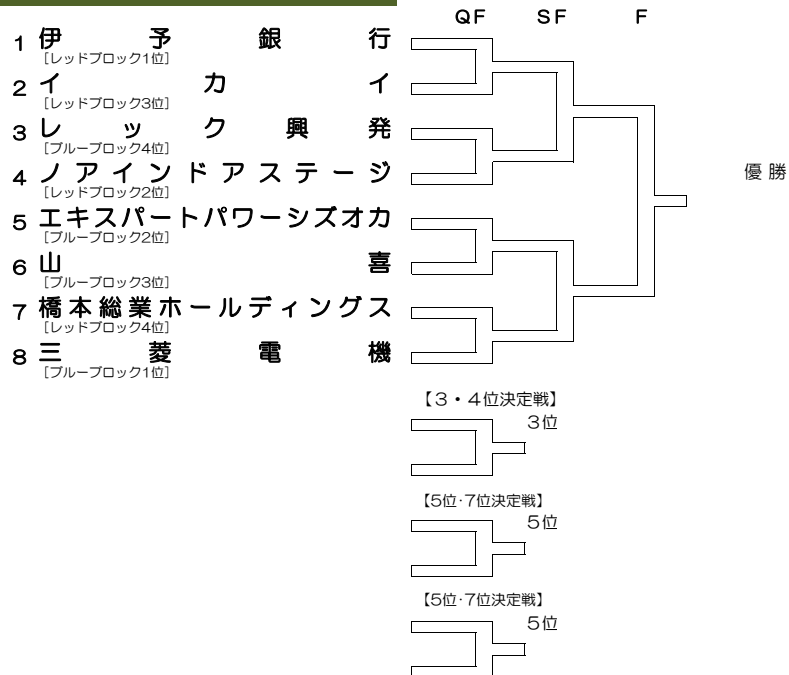 QF SF F
1 伊予銀行
[レッドブロック1位]
2 イカイ
[レッドブロック3位]
3 レック興発
[ブルーブロック4位]
4 ノアインドアステージ
[レッドブロック2位]
優勝
5 エキスパートパワーシズオカ
[ブルーブロック2位]
6 山喜
[ブルーブロック3位]
7 橋本総業ホールディングス
[レッドブロック4位]
8 三菱電機
[ブルーブロック1位]
【3・4位決定戦】
3位
【5位・7位決定戦】
5位
【5位・7位決定戦】
5位